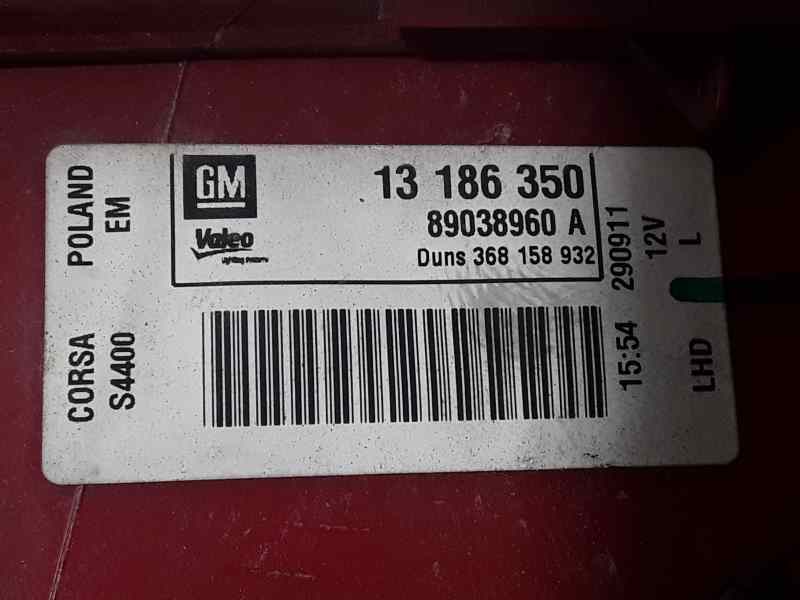 GM
13 186 350
Valeo
89038960 A
Duns 368 158 932
CORSA POLAND
S4400 EM
15:54 290911
12V
LHD L